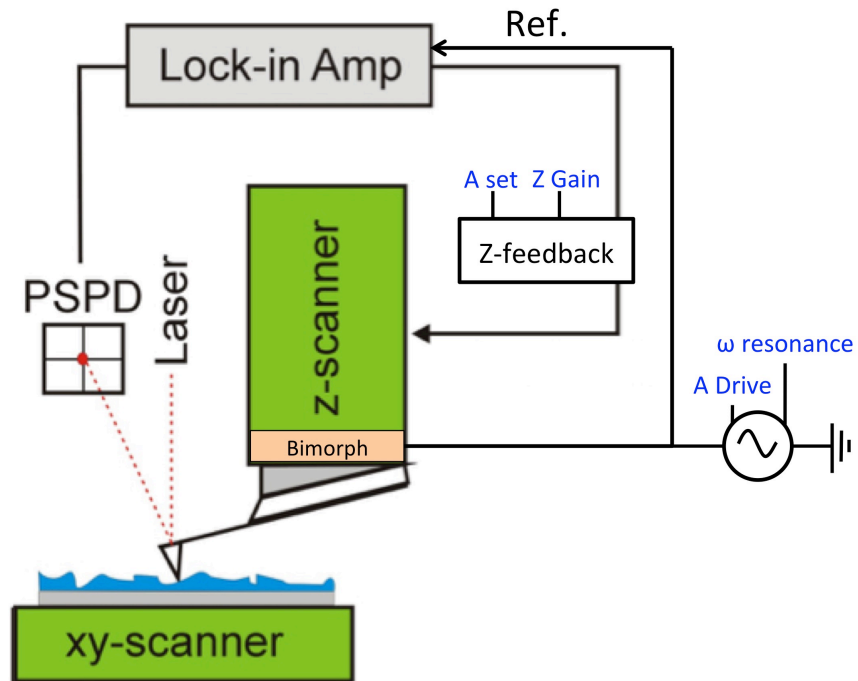 Ref.
Lock-in Amp
A set Z Gain
Z-feedback
PSPD
Laser
z-scanner
ω resonance
A Drive
Bimorph
xy-scanner